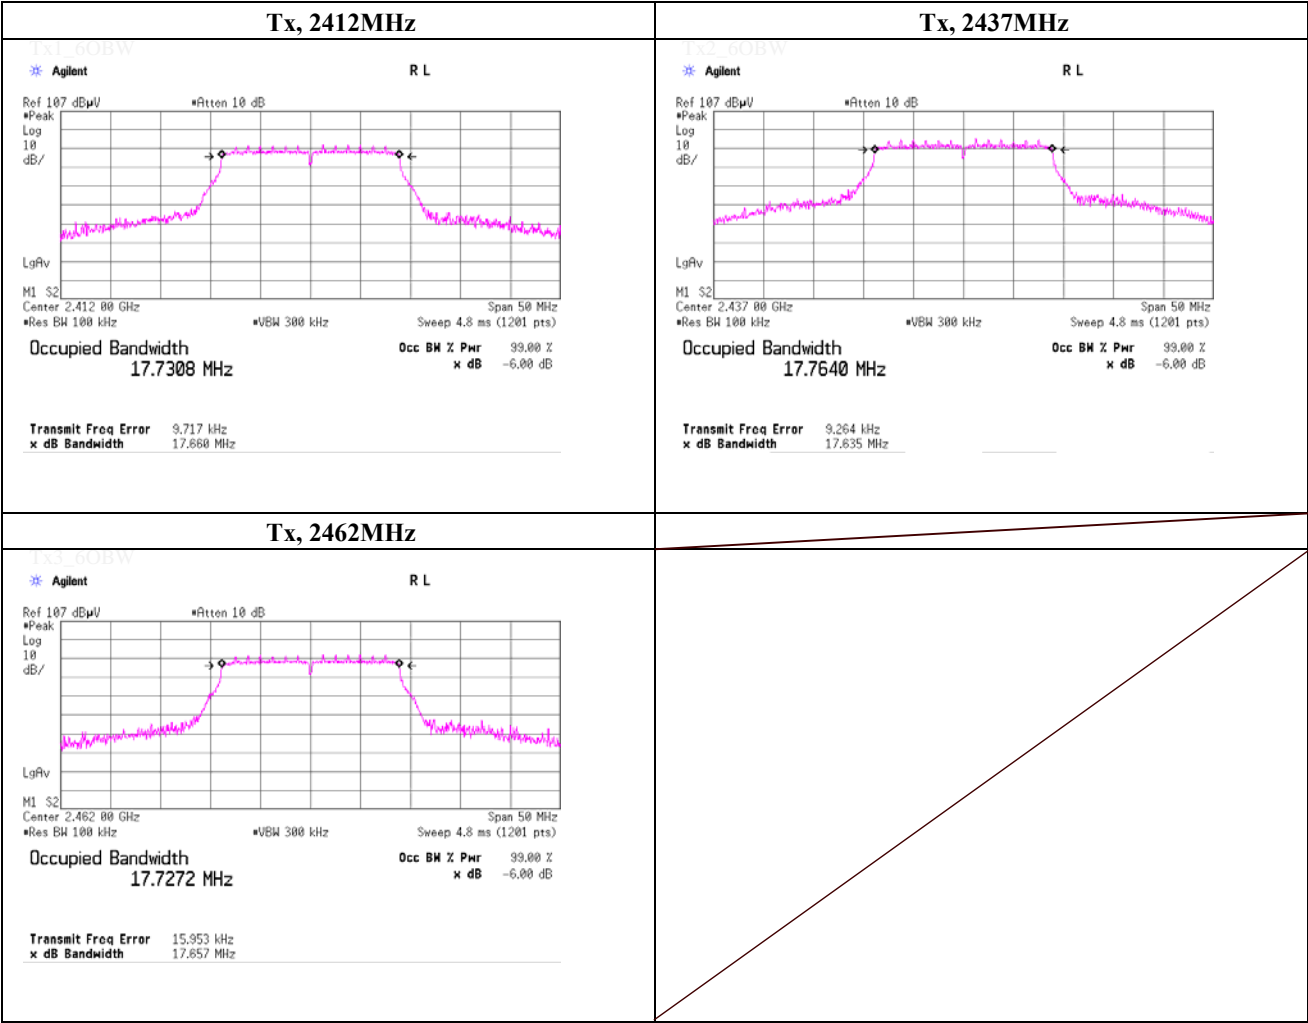 Tx, 2412MHz
Tx1_6OBW
Agilent R L
Ref 107 dBµV #Atten 10 dB
#Peak
Log
10
dB/
LgAv
M1 S2
Center 2.412 00 GHz Span 50 MHz
#Res BW 100 kHz #VBW 300 kHz Sweep 4.8 ms (1201 pts)
Occupied Bandwidth Occ BW % Pwr 99.00 %
17.7308 MHz x dB -6.00 dB
Transmit Freq Error 9.717 kHz
x dB Bandwidth 17.660 MHz
Tx, 2437MHz
Tx2_6OBW
Agilent R L
Ref 107 dBµV #Atten 10 dB
#Peak
Log
10
dB/
LgAv
M1 S2
Center 2.437 00 GHz Span 50 MHz
#Res BW 100 kHz #VBW 300 kHz Sweep 4.8 ms (1201 pts)
Occupied Bandwidth Occ BW % Pwr 99.00 %
17.7640 MHz x dB -6.00 dB
Transmit Freq Error 9.264 kHz
x dB Bandwidth 17.635 MHz
Tx, 2462MHz
Tx3_6OBW
Agilent R L
Ref 107 dBµV #Atten 10 dB
#Peak
Log
10
dB/
LgAv
M1 S2
Center 2.462 00 GHz Span 50 MHz
#Res BW 100 kHz #VBW 300 kHz Sweep 4.8 ms (1201 pts)
Occupied Bandwidth Occ BW % Pwr 99.00 %
17.7272 MHz x dB -6.00 dB
Transmit Freq Error 15.953 kHz
x dB Bandwidth 17.657 MHz